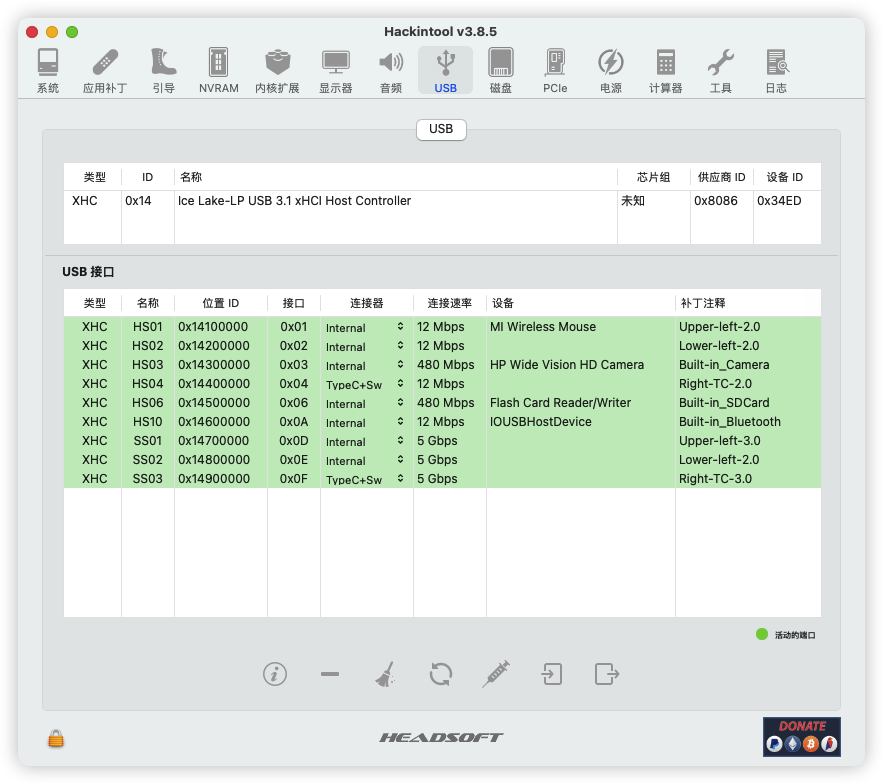 Hackintool v3.8.5
系统 应用补丁 引导 NVRAM 内核扩展 显示器 音频 USB 磁盘 PCIe 电源 计算器 工具 日志
USB
类型 ID 名称 芯片组 供应商 ID 设备 ID
XHC 0x14 Ice Lake-LP USB 3.1 xHCI Host Controller 未知 0x8086 0x34ED
USB 接口
类型 名称 位置 ID 接口 连接器 连接速率 设备 补丁注释
XHC HS01 0x14100000 0x01 Internal 12 Mbps MI Wireless Mouse Upper-left-2.0
XHC HS02 0x14200000 0x02 Internal 12 Mbps Lower-left-2.0
XHC HS03 0x14300000 0x03 Internal 480 Mbps HP Wide Vision HD Camera Built-in_Camera
XHC HS04 0x14400000 0x04 TypeC+Sw 12 Mbps Right-TC-2.0
XHC HS06 0x14500000 0x06 Internal 480 Mbps Flash Card Reader/Writer Built-in_SDCard
XHC HS10 0x14600000 0x0A Internal 12 Mbps IOUSBHostDevice Built-in_Bluetooth
XHC SS01 0x14700000 0x0D Internal 5 Gbps Upper-left-3.0
XHC SS02 0x14800000 0x0E Internal 5 Gbps Lower-left-2.0
XHC SS03 0x14900000 0x0F TypeC+Sw 5 Gbps Right-TC-3.0
活动的端口
HEADSOFT
DONATE